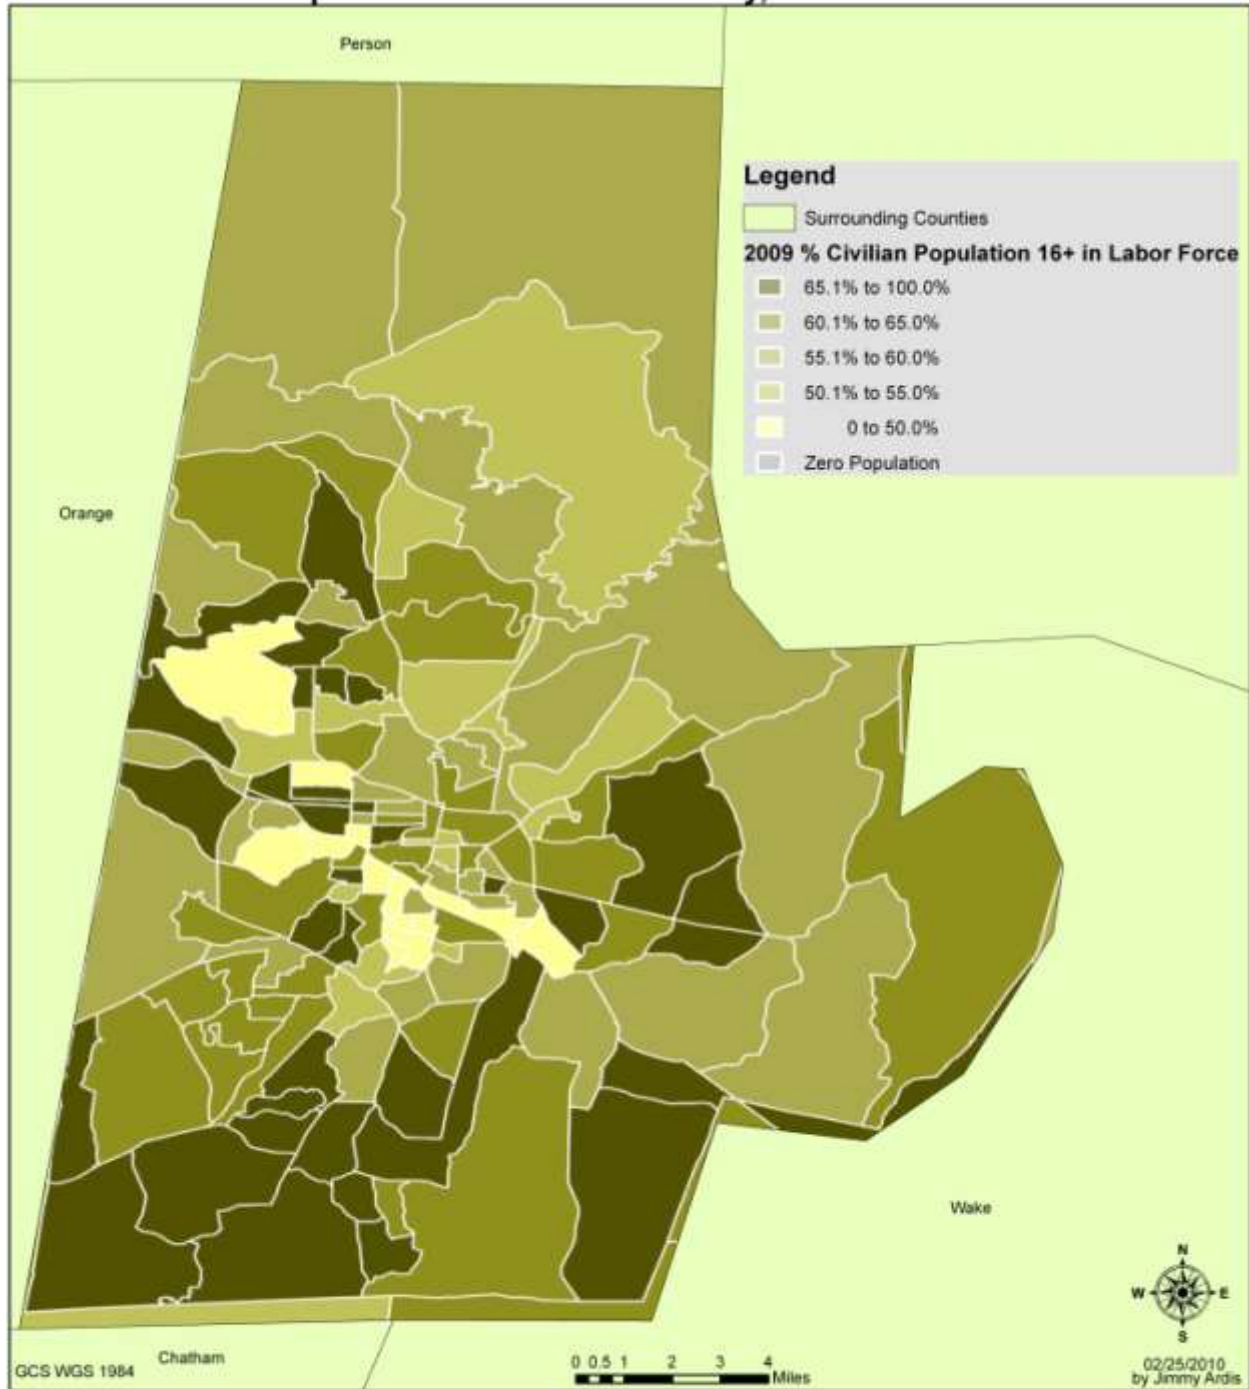 Person
Legend
Surrounding Counties
2009 % Civilian Population 16+ in Labor Force
65.1% to 100.0%
60.1% to 65.0%
55.1% to 60.0%
50.1% to 55.0%
0 to 50.0%
Zero Population
Orange
Wake
N
W E
S
Chatham
GCS WGS 1984
0 0.5 1 2 3 4
Miles
02/25/2010
by Jimmy Ardis